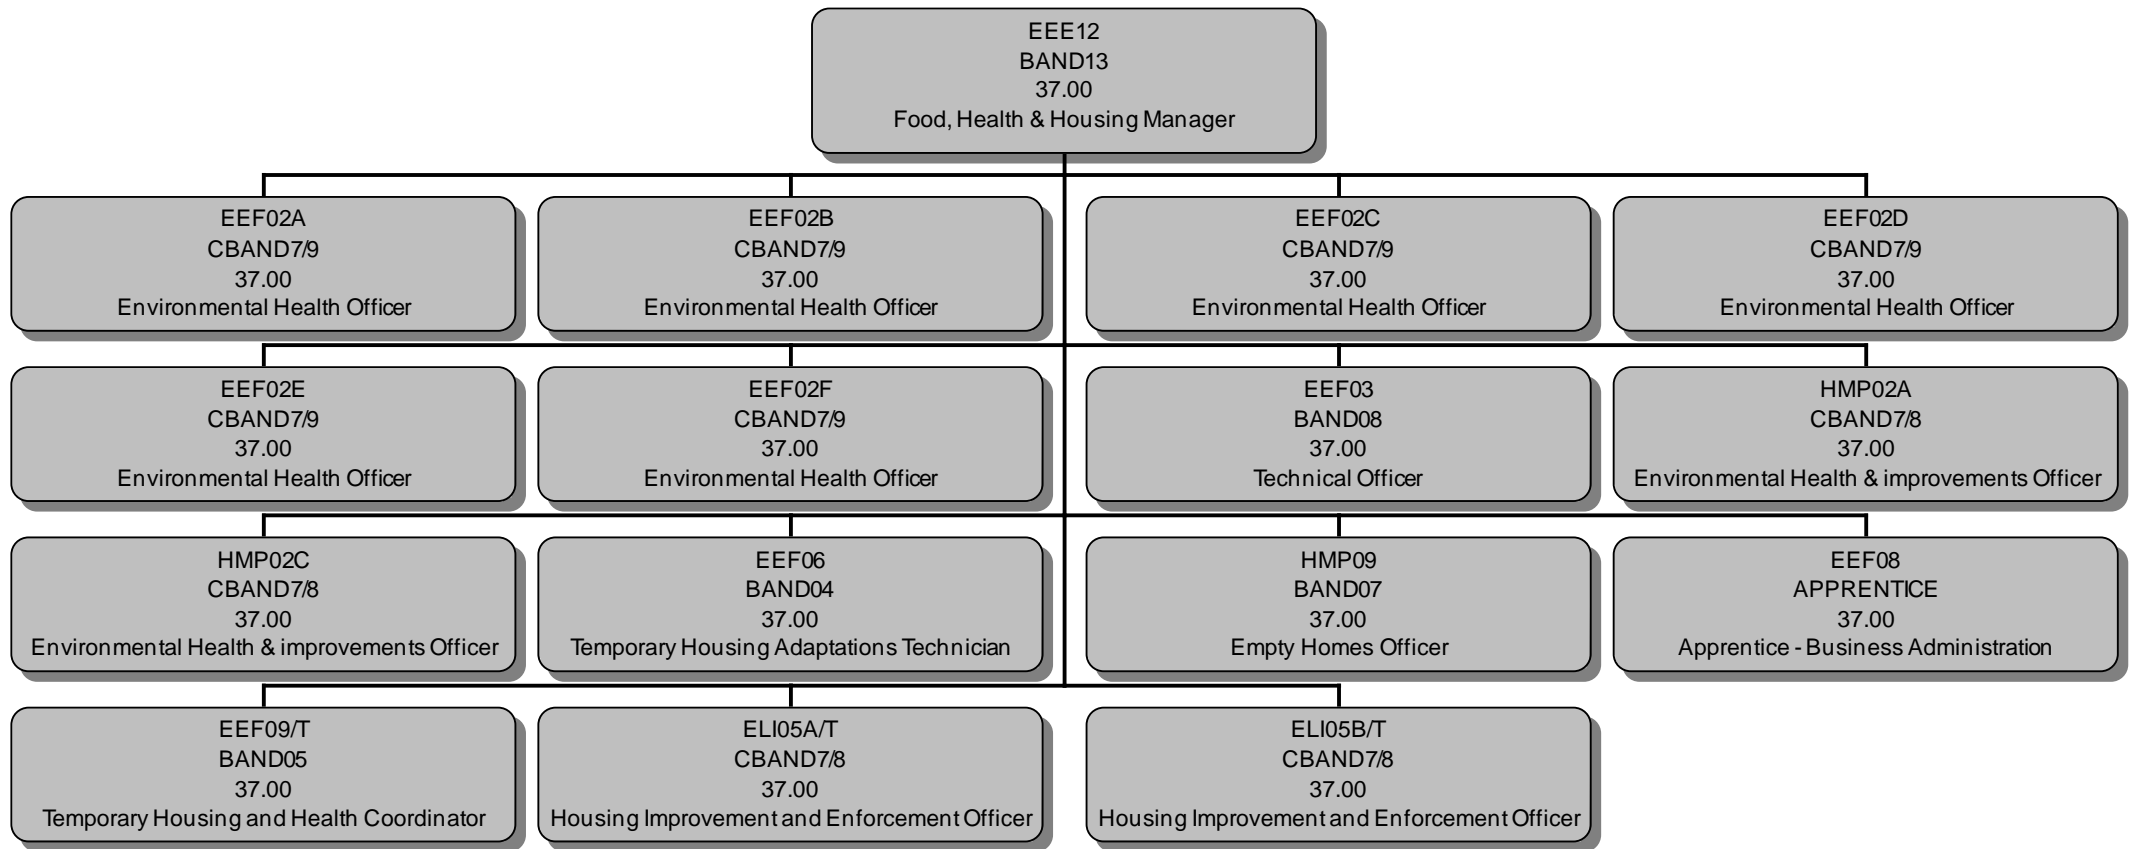 EEE12
BAND13
37.00
Food, Health & Housing Manager
EEF02A
CBAND7/9
37.00
Environmental Health Officer
EEF02B
CBAND7/9
37.00
Environmental Health Officer
EEF02C
CBAND7/9
37.00
Environmental Health Officer
EEF02D
CBAND7/9
37.00
Environmental Health Officer
EEF02E
CBAND7/9
37.00
Environmental Health Officer
EEF02F
CBAND7/9
37.00
Environmental Health Officer
EEF03
BAND08
37.00
Technical Officer
HMP02A
CBAND7/8
37.00
Environmental Health & improvements Officer
HMP02C
CBAND7/8
37.00
Environmental Health & improvements Officer
EEF06
BAND04
37.00
Temporary Housing Adaptations Technician
HMP09
BAND07
37.00
Empty Homes Officer
EEF08
APPRENTICE
37.00
Apprentice - Business Administration
EEF09/T
BAND05
37.00
Temporary Housing and Health Coordinator
ELI05A/T
CBAND7/8
37.00
Housing Improvement and Enforcement Officer
ELI05B/T
CBAND7/8
37.00
Housing Improvement and Enforcement Officer